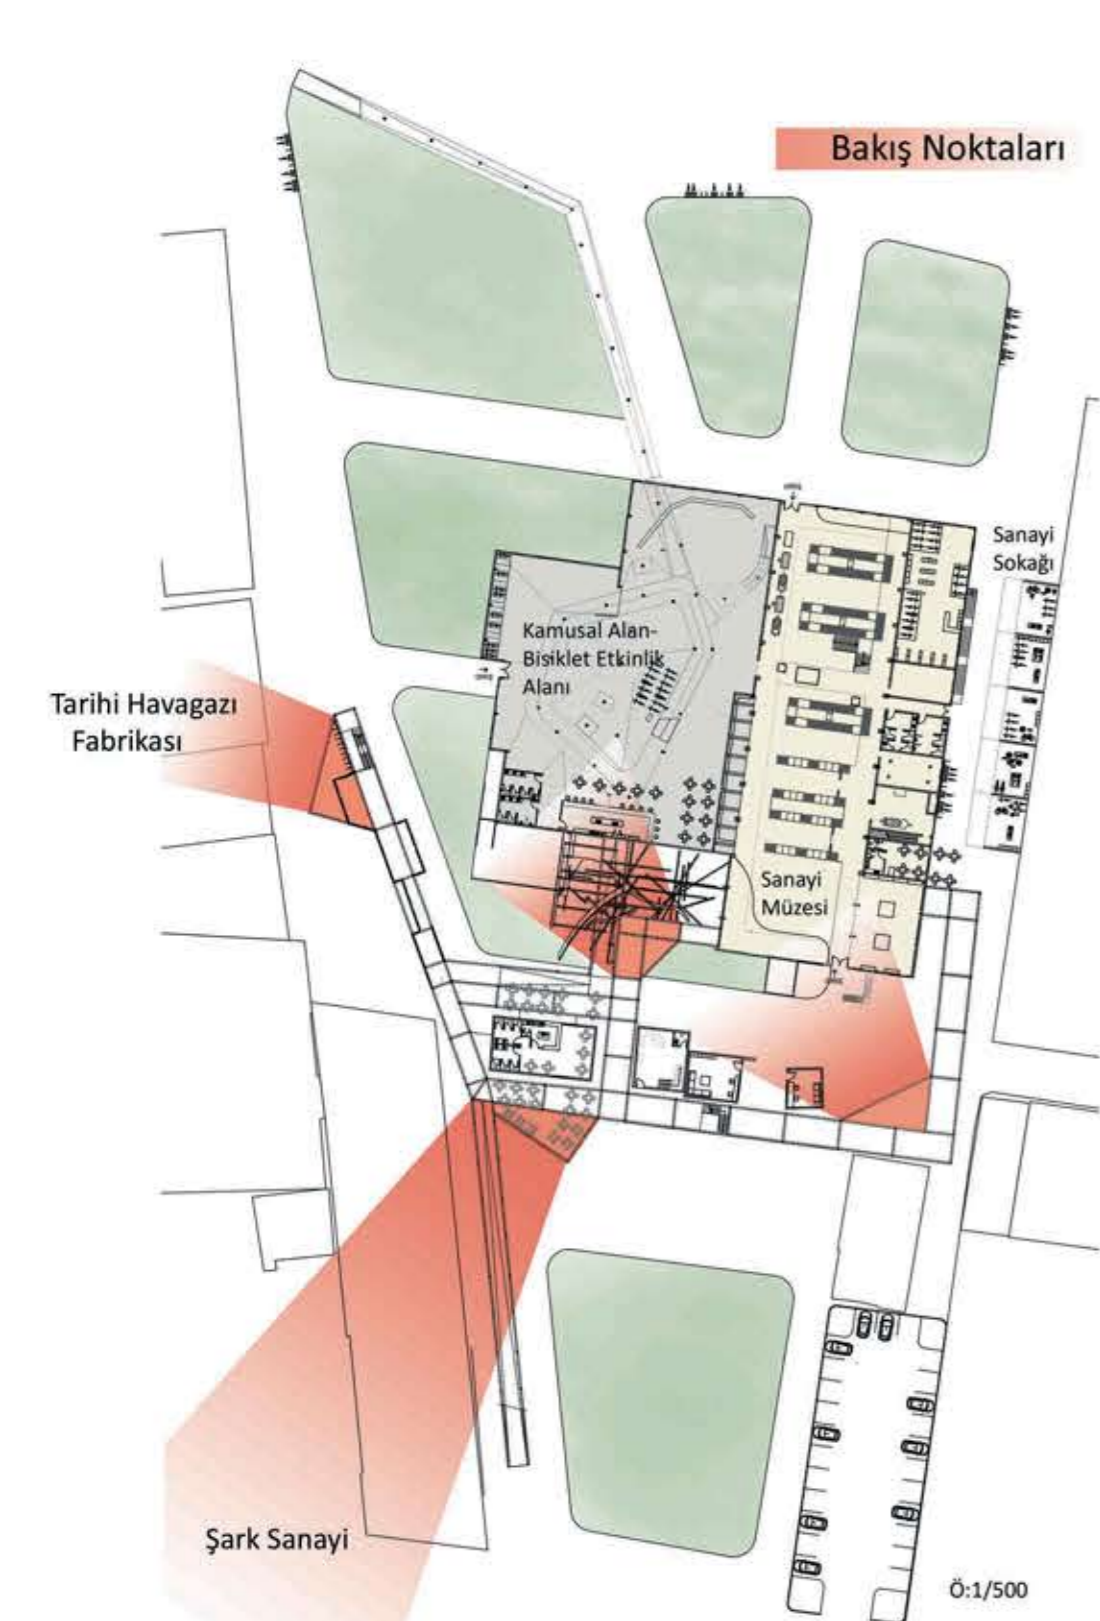 Bakış Noktaları
Sanayi
Sokağı
Kamusal Alan-
Bisiklet Etkinlik
Alanı
Tarihi Havagazı
Fabrikası
Sanayi
Müzesi
Şark Sanayi
Ö:1/500